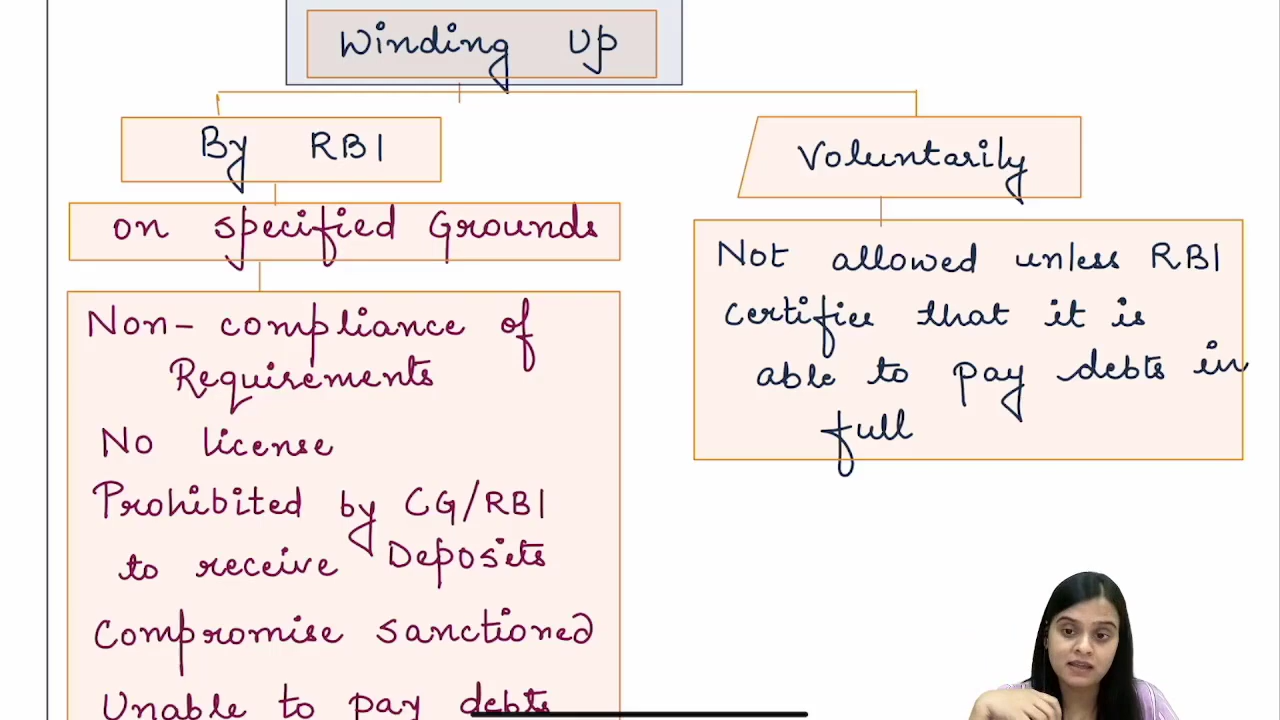 Winding Up
By RBI
on specified Grounds
Non-compliance of
Requirements
No license
Prohibited by CG/RBI
to receive Deposits
Compromise sanctioned
Unable to pay debts
Voluntarily
Not allowed unless RBI
certifies that it is
able to pay debts in
full